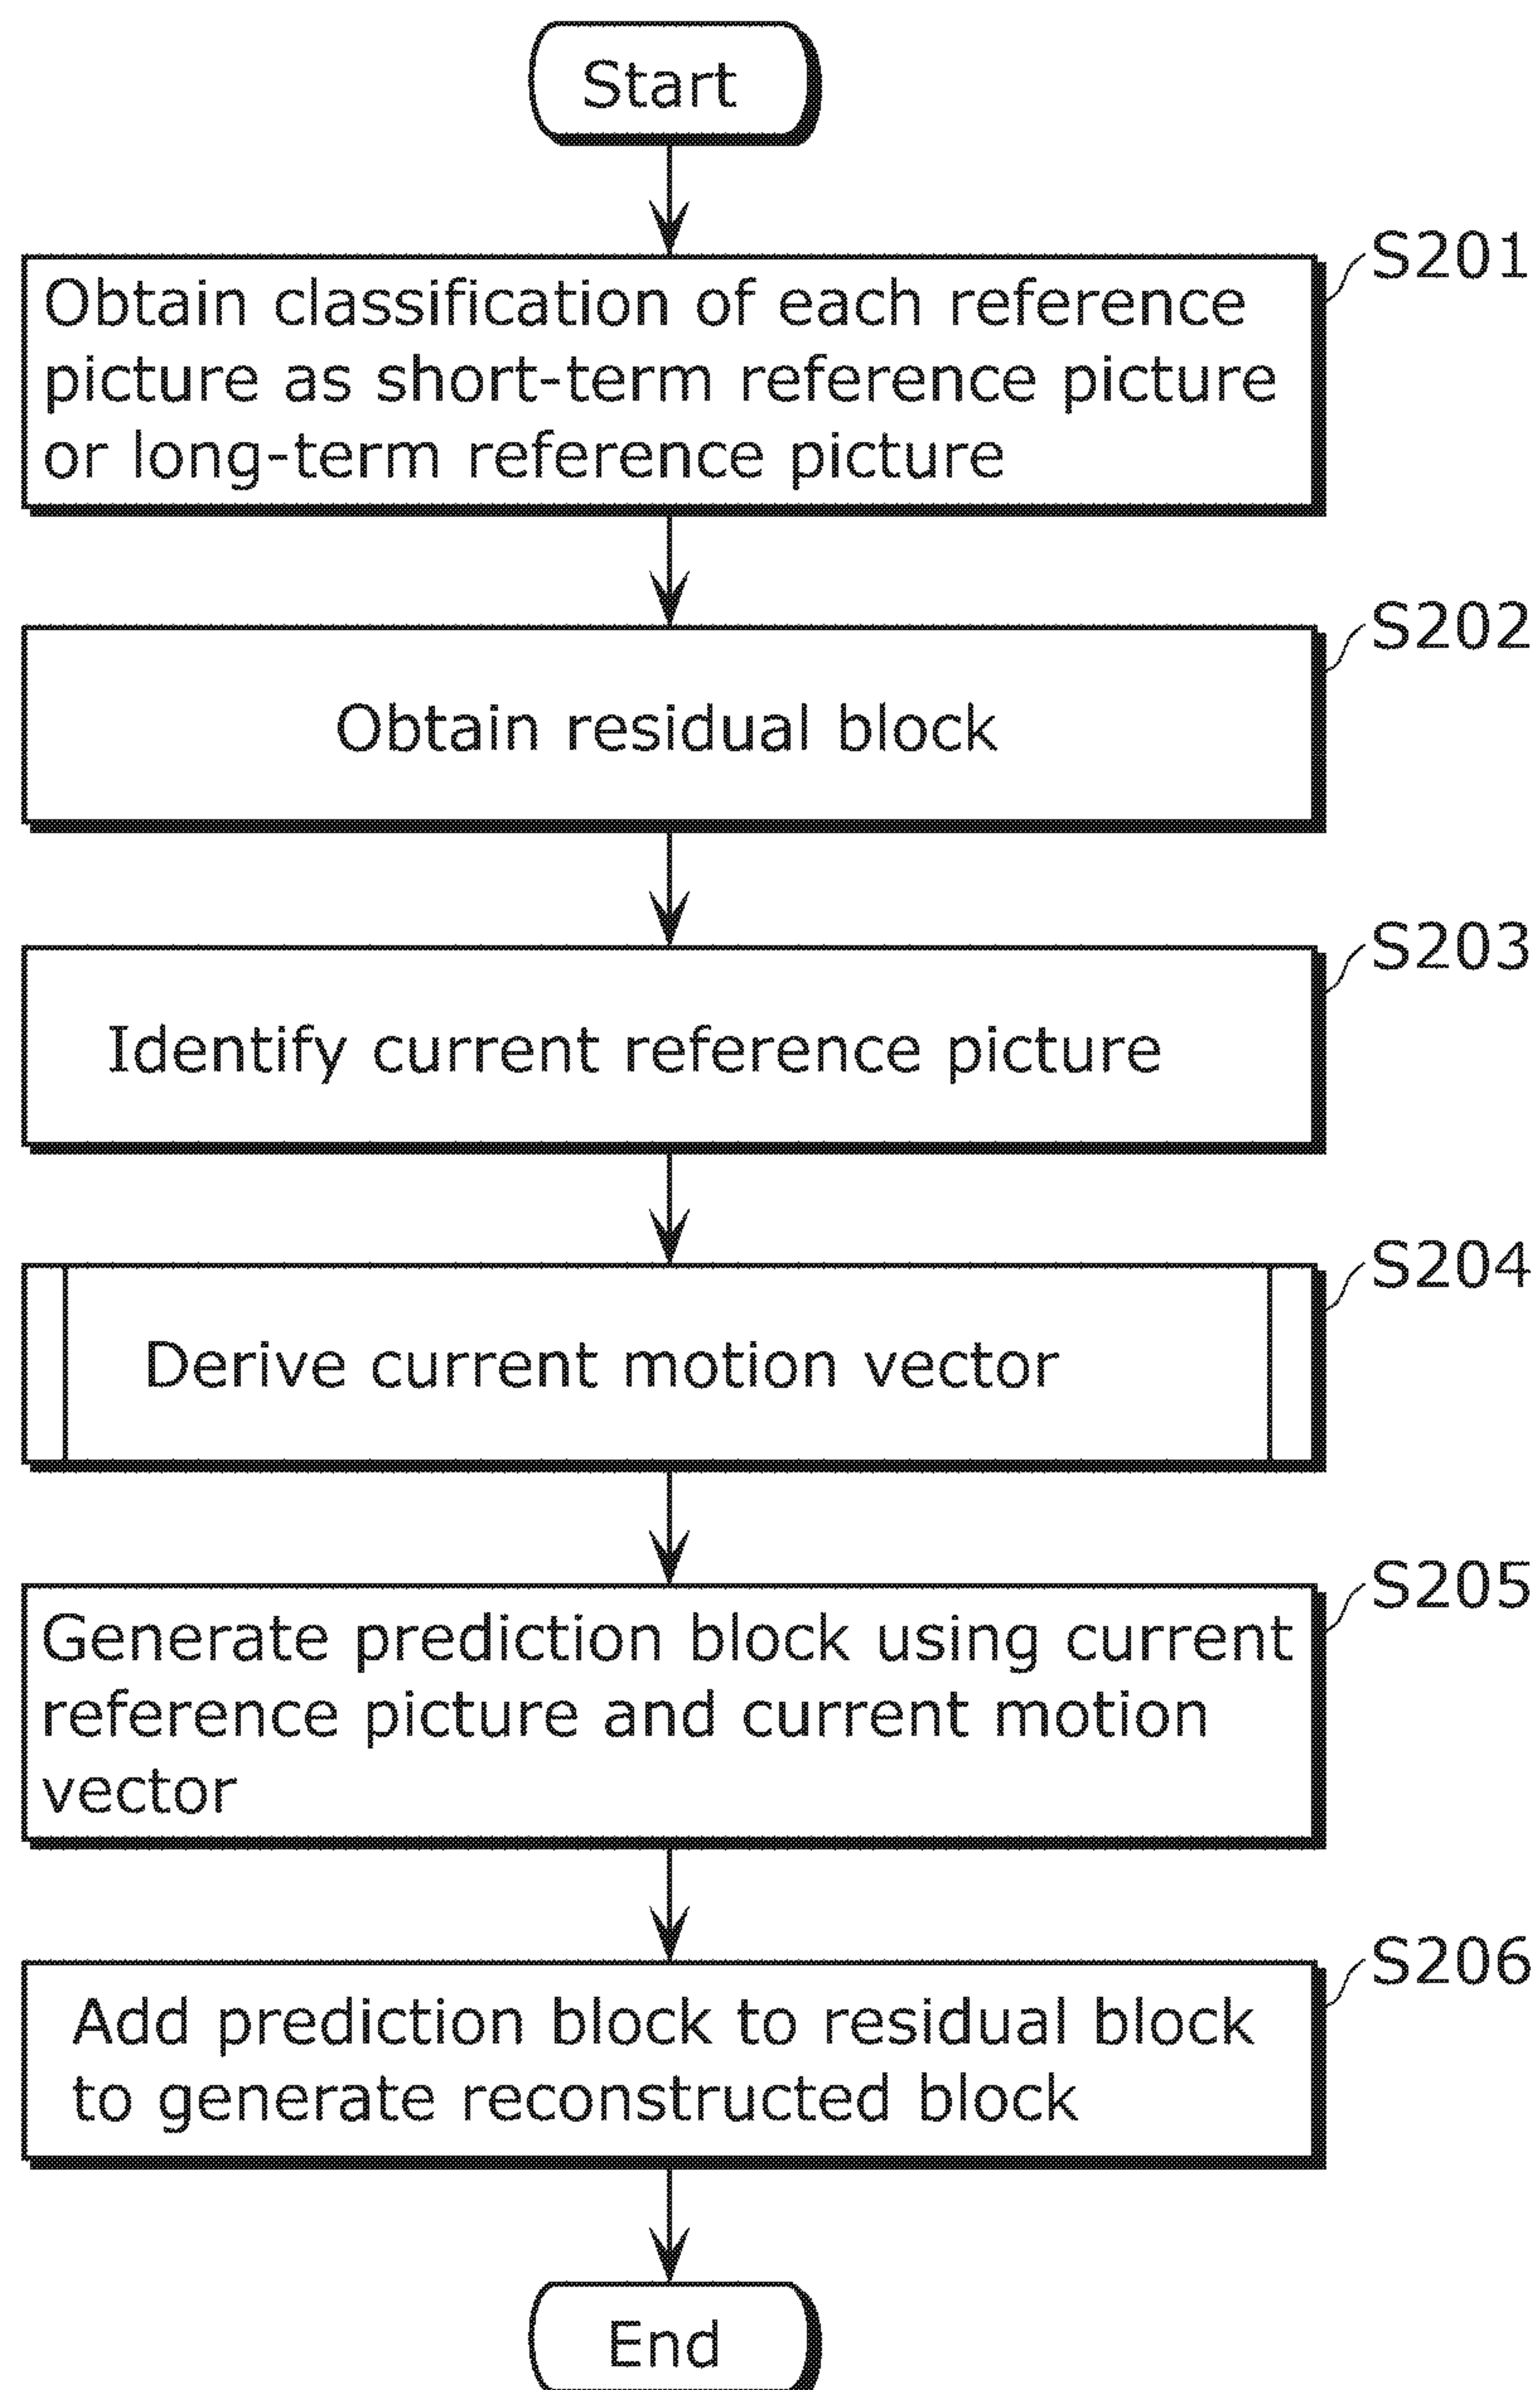 Start
S201
Obtain classification of each reference
picture as short-term reference picture
or long-term reference picture
S202
Obtain residual block
S203
Identify current reference picture
S204
Derive current motion vector
S205
Generate prediction block using current
reference picture and current motion
vector
S206
Add prediction block to residual block
to generate reconstructed block
End